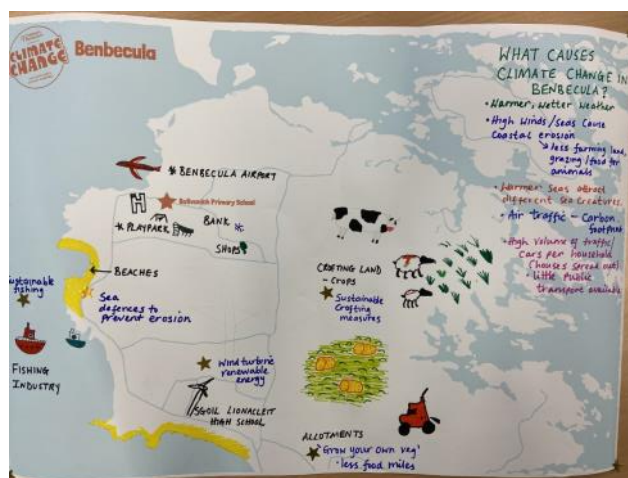 CLIMATE
CHANGE
Benbecula
WHAT CAUSES
CLIMATE CHANGE IN
BENBECULA?
• Warmer, wetter weather
• High Winds/seas cause
Coastal erosion
↘ less farming land,
grazing/food for
animals
• Warmer seas attract
different sea creatures.
• Air traffic – Carbon
footprint
• High volume of traffic/
cars per household
(houses spread out)
• little public
transport available
* BENBECULA AIRPORT
Balivanich Primary School
* PLAYPARK
BANK *
SHOPS
← BEACHES
Sustainable
fishing
Sea
defences to
prevent erosion
FISHING
INDUSTRY
Wind turbine
renewable
energy
SGOIL LIONACLEIT
HIGH SCHOOL
CROFTING LAND
– CROPS
Sustainable
Crofting
measures
ALLOTMENTS
'Grow your own veg'
• less food miles